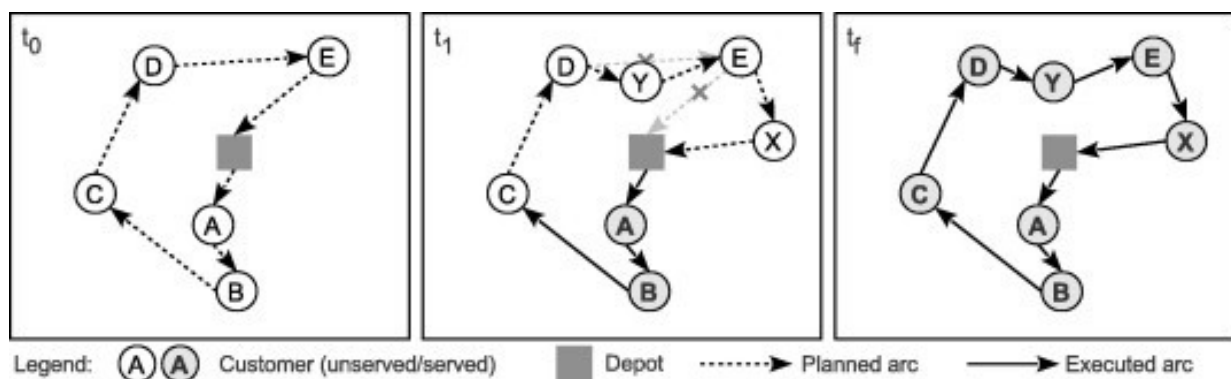 t0
D
E
C
A
B
t1
D
Y
E
X
C
A
B
tf
D
Y
E
X
C
A
B
Legend: A A Customer (unserved/served) Depot Planned arc Executed arc